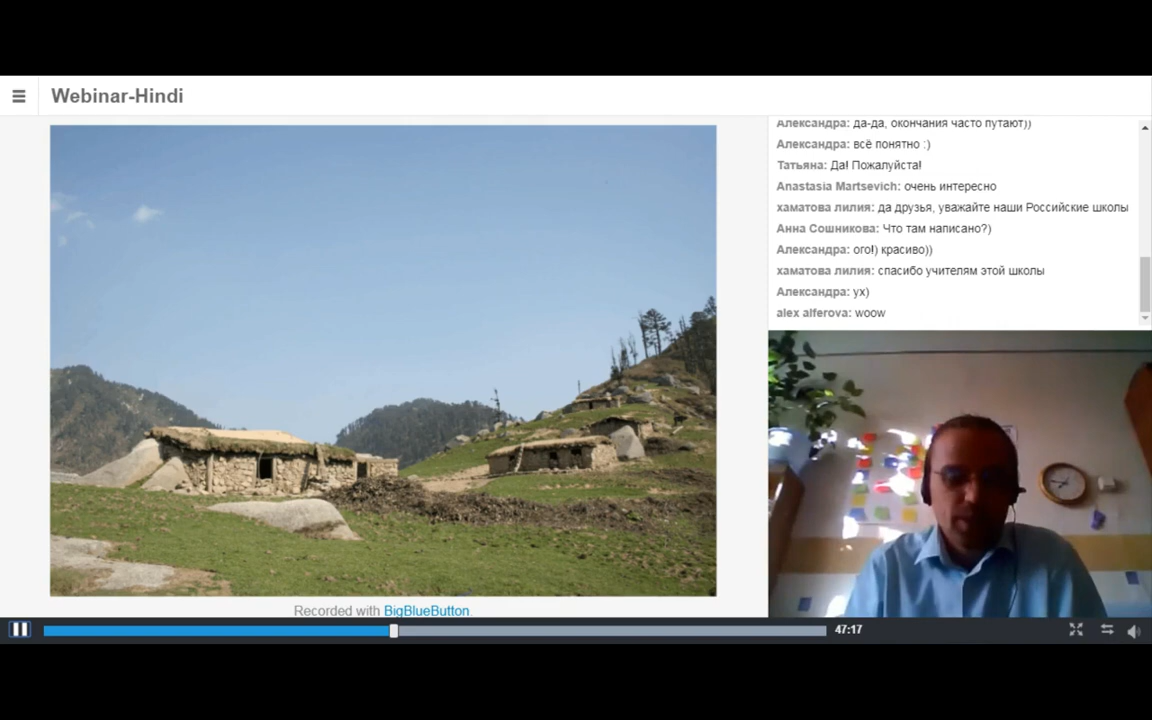 Webinar-Hindi
Александра: да-да, окончания часто путают))
Александра: всё понятно :)
Татьяна: Да! Пожалуйста!
Anastasia Martsevich: очень интересно
хаматова лилия: да друзья, уважайте наши Российские школы
Анна Сошникова: Что там написано?)
Александра: ого!) красиво))
хаматова лилия: спасибо учителям этой школы
Александра: ух)
alex alferova: woow
Recorded with BigBlueButton.
47:17